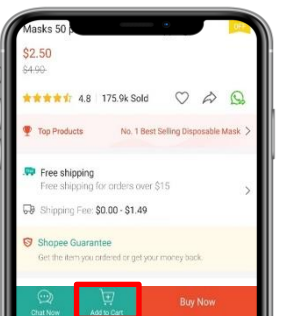 Masks 50 p
OFF
$2.50
$4.90
4.8 175.9k Sold
Top Products No. 1 Best Selling Disposable Mask >
Free shipping
Free shipping for orders over $15
Shipping Fee: $0.00 - $1.49
Shopee Guarantee
Get the item you ordered or get your money back.
Chat Now Add to Cart Buy Now